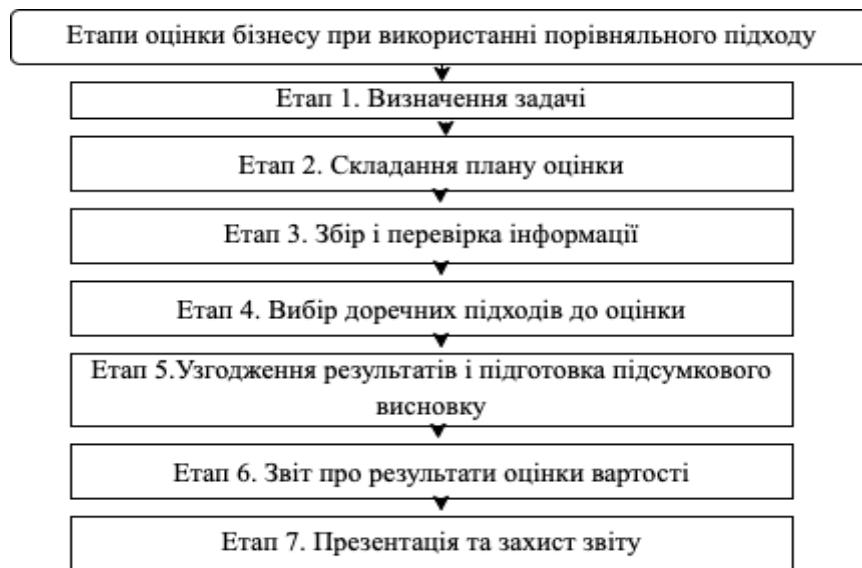 Етапи оцінки бізнесу при використанні порівняльного підходу
Етап 1. Визначення задачі
Етап 2. Складання плану оцінки
Етап 3. Збір і перевірка інформації
Етап 4. Вибір доречних підходів до оцінки
Етап 5.Узгодження результатів і підготовка підсумкового
висновку
Етап 6. Звіт про результати оцінки вартості
Етап 7. Презентація та захист звіту